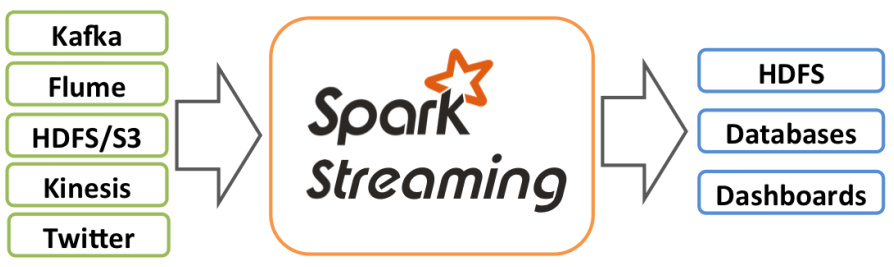 Kafka
Flume
HDFS/S3
Kinesis
Twitter
Spark
Streaming
HDFS
Databases
Dashboards